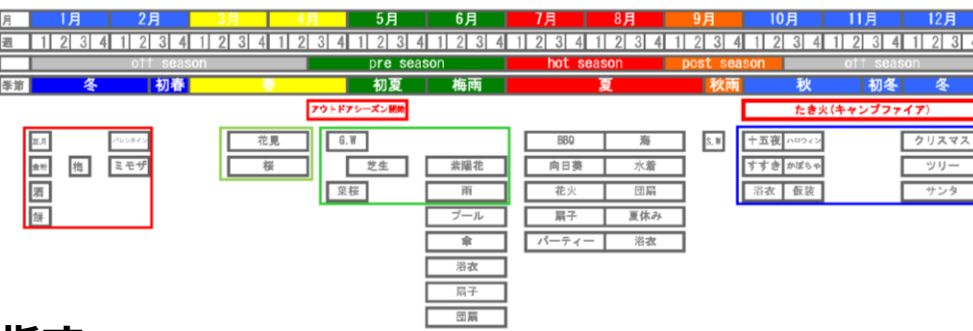 月 1月 2月 3月 4月 5月 6月 7月 8月 9月 10月 11月 12月
週 1 2 3 4 1 2 3 4 1 2 3 4 1 2 3 4 1 2 3 4 1 2 3 4 1 2 3 4 1 2 3 4 1 2 3 4 1 2 3 4 1 2 3 4 1 2 3 4
off season pre season hot season post season off season
季節 冬 初春 春 初夏 梅雨 夏 秋雨 秋 初冬 冬
アウトドアシーズン開始 たき火(キャンプファイア)
バレンタイン 花見 G.W BBQ 海 S.W 十五夜 ハロウィン クリスマス
梅 ミモザ 桜 芝生 紫陽花 向日葵 水着 すすき かぼちゃ ツリー
酒 葉桜 雨 花火 団扇 浴衣 仮装 サンタ
餅 プール 扇子 夏休み
傘 パーティー 浴衣
浴衣
扇子
団扇